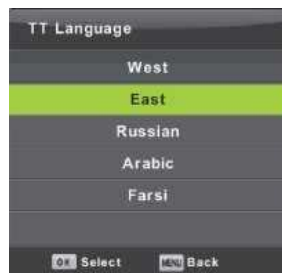 TT Language
West
East
Russian
Arabic
Farsi
OK Select MENU Back